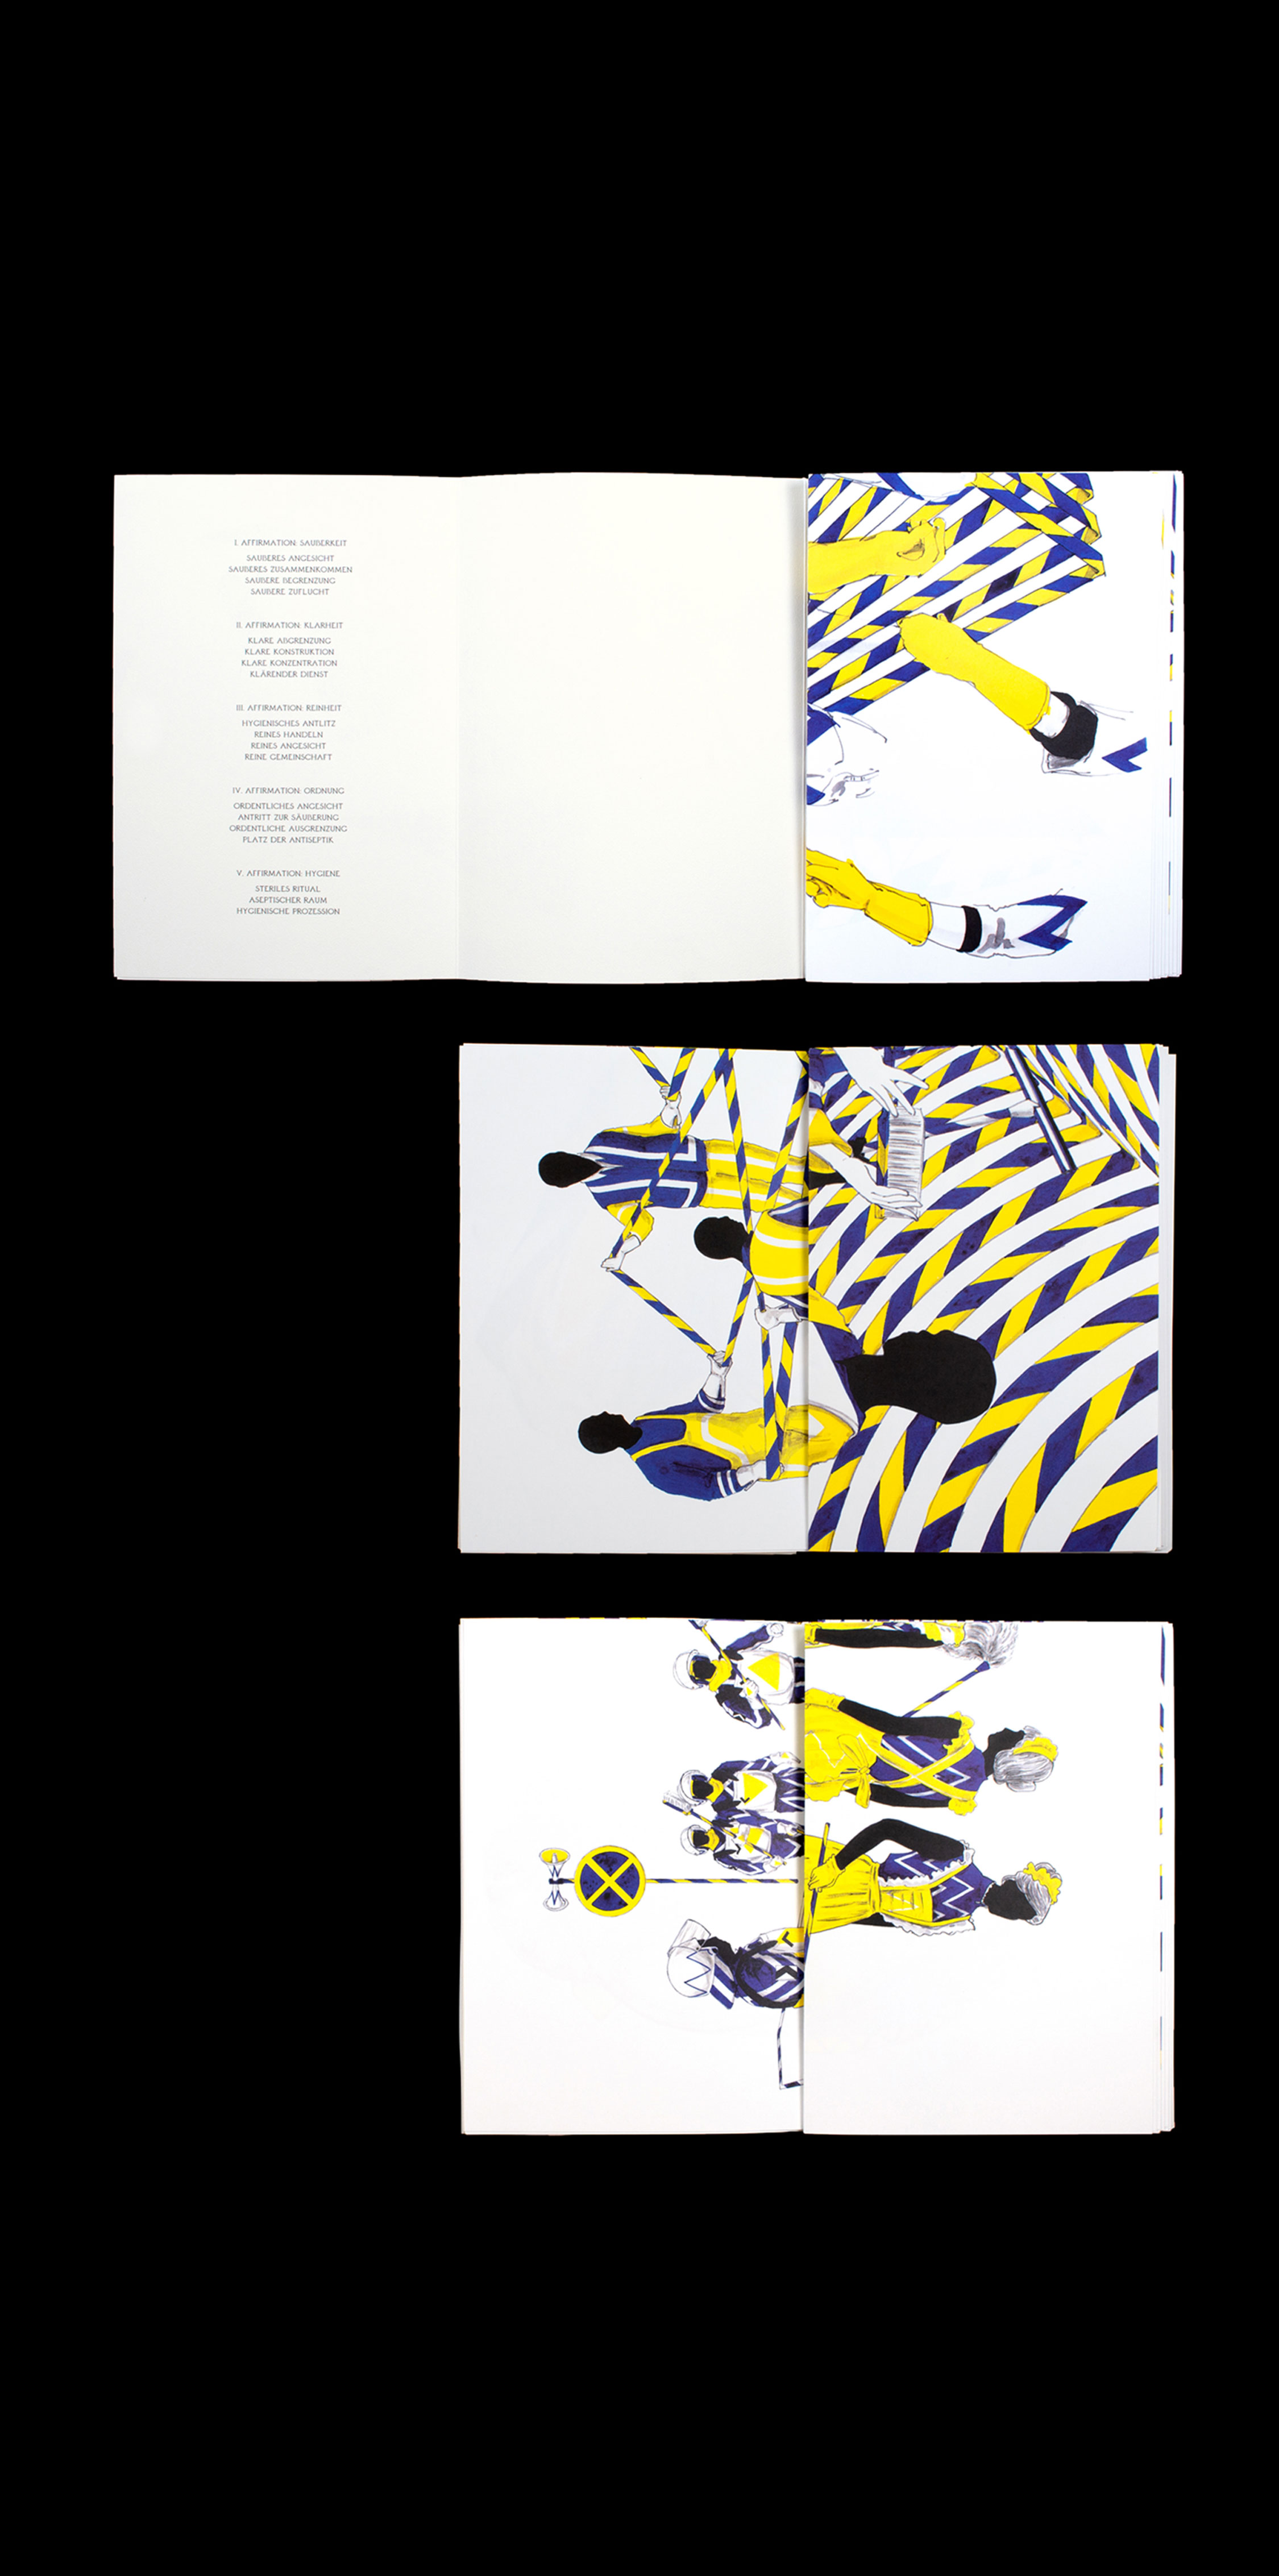 I. AFFIRMATION: SAUBERKEIT
SAUBERES ANGESICHT
SAUBERES ZUSAMMENKOMMEN
SAUBERE BEGRENZUNG
SAUBERE ZUFLUCHT
II. AFFIRMATION: KLARHEIT
KLARE ABGRENZUNG
KLARE KONSTRUKTION
KLARE KONZENTRATION
KLÄRENDER DIENST
III. AFFIRMATION: REINHEIT
HYGIENISCHES ANTLITZ
REINES HANDELN
REINES ANGESICHT
REINE GEMEINSCHAFT
IV. AFFIRMATION: ORDNUNG
ORDENTLICHES ANGESICHT
ANTRITT ZUR SÄUBERUNG
ORDENTLICHE AUSGRENZUNG
PLATZ DER ANTISEPTIK
V. AFFIRMATION: HYGIENE
STERILES RITUAL
ASEPTISCHER RAUM
HYGIENISCHE PROZESSION